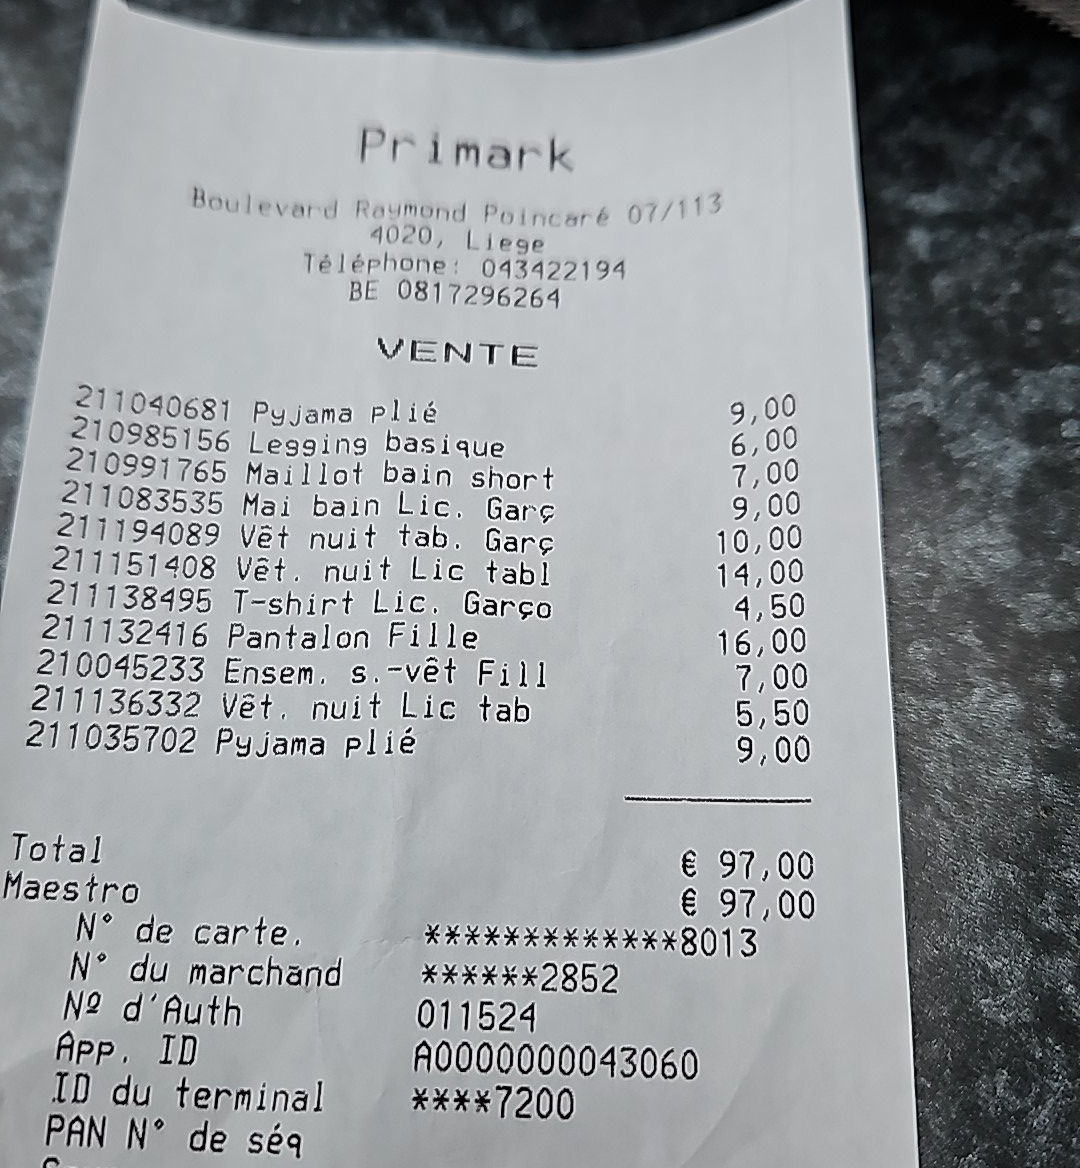 Primark
Boulevard Raymond Poincaré 07/113
4020, Liege
Téléphone: 043422194
BE 0817296264
VENTE
211040681 Pyjama plié 9,00
210985156 Legging basique 6,00
210991765 Maillot bain short 7,00
211083535 Mai bain Lic. Garç 9,00
211194089 Vêt nuit tab. Garç 10,00
211151408 Vêt. nuit Lic tabl 14,00
211138495 T-shirt Lic. Garço 4,50
211132416 Pantalon Fille 16,00
210045233 Ensem. s.-vêt Fill 7,00
211136332 Vêt. nuit Lic tab 5,50
211035702 Pyjama plié 9,00
Total € 97,00
Maestro € 97,00
N° de carte. *************8013
N° du marchand ******2852
Nº d'Auth 011524
App. ID A0000000043060
ID du terminal ****7200
PAN N° de séq